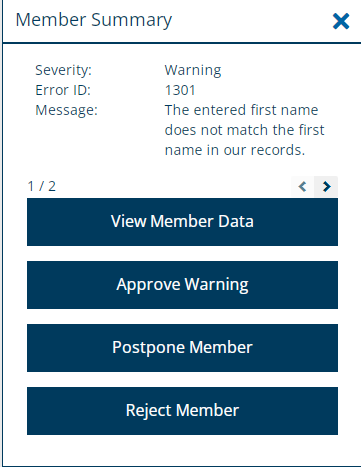 Member Summary
Severity: Warning
Error ID: 1301
Message: The entered first name
does not match the first
name in our records.
1 / 2
View Member Data
Approve Warning
Postpone Member
Reject Member